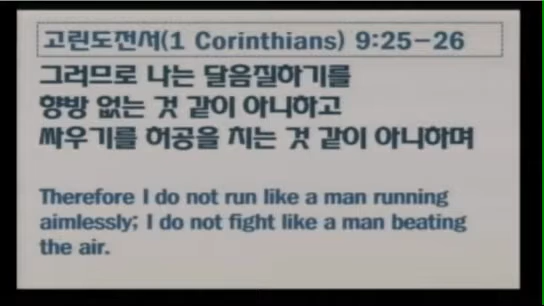 고린도전서(1 Corinthians) 9:25-26
그러므로 나는 달음질하기를
향방 없는 것 같이 아니하고
싸우기를 허공을 치는 것 같이 아니하며
Therefore I do not run like a man running
aimlessly; I do not fight like a man beating
the air.